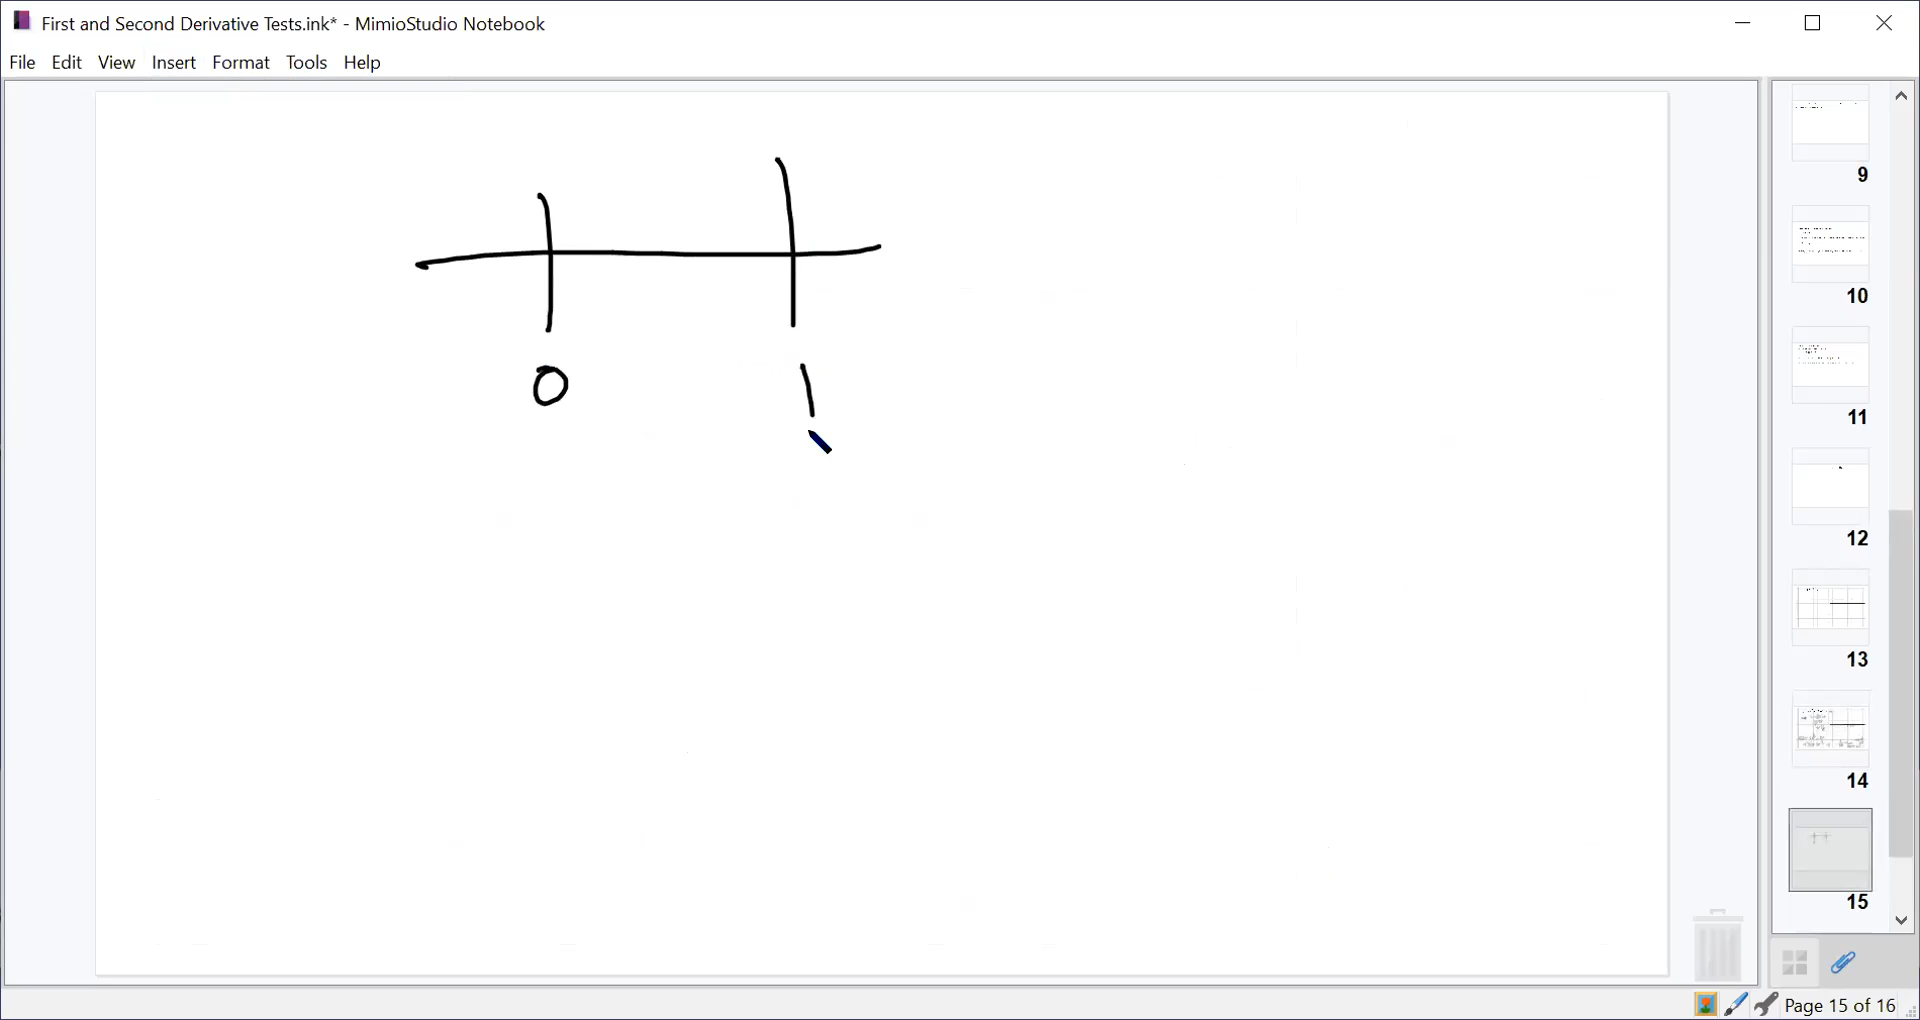 First and Second Derivative Tests.ink* - MimioStudio Notebook
File Edit View Insert Format Tools Help
0 1
9
10
11
12
13
14
15
Page 15 of 16